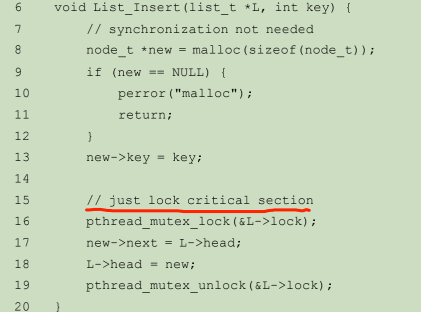 6 void List_Insert(list_t *L, int key) {
7 // synchronization not needed
8 node_t *new = malloc(sizeof(node_t));
9 if (new == NULL) {
10 perror("malloc");
11 return;
12 }
13 new->key = key;
14
15 // just lock critical section
16 pthread_mutex_lock(&L->lock);
17 new->next = L->head;
18 L->head = new;
19 pthread_mutex_unlock(&L->lock);
20 }